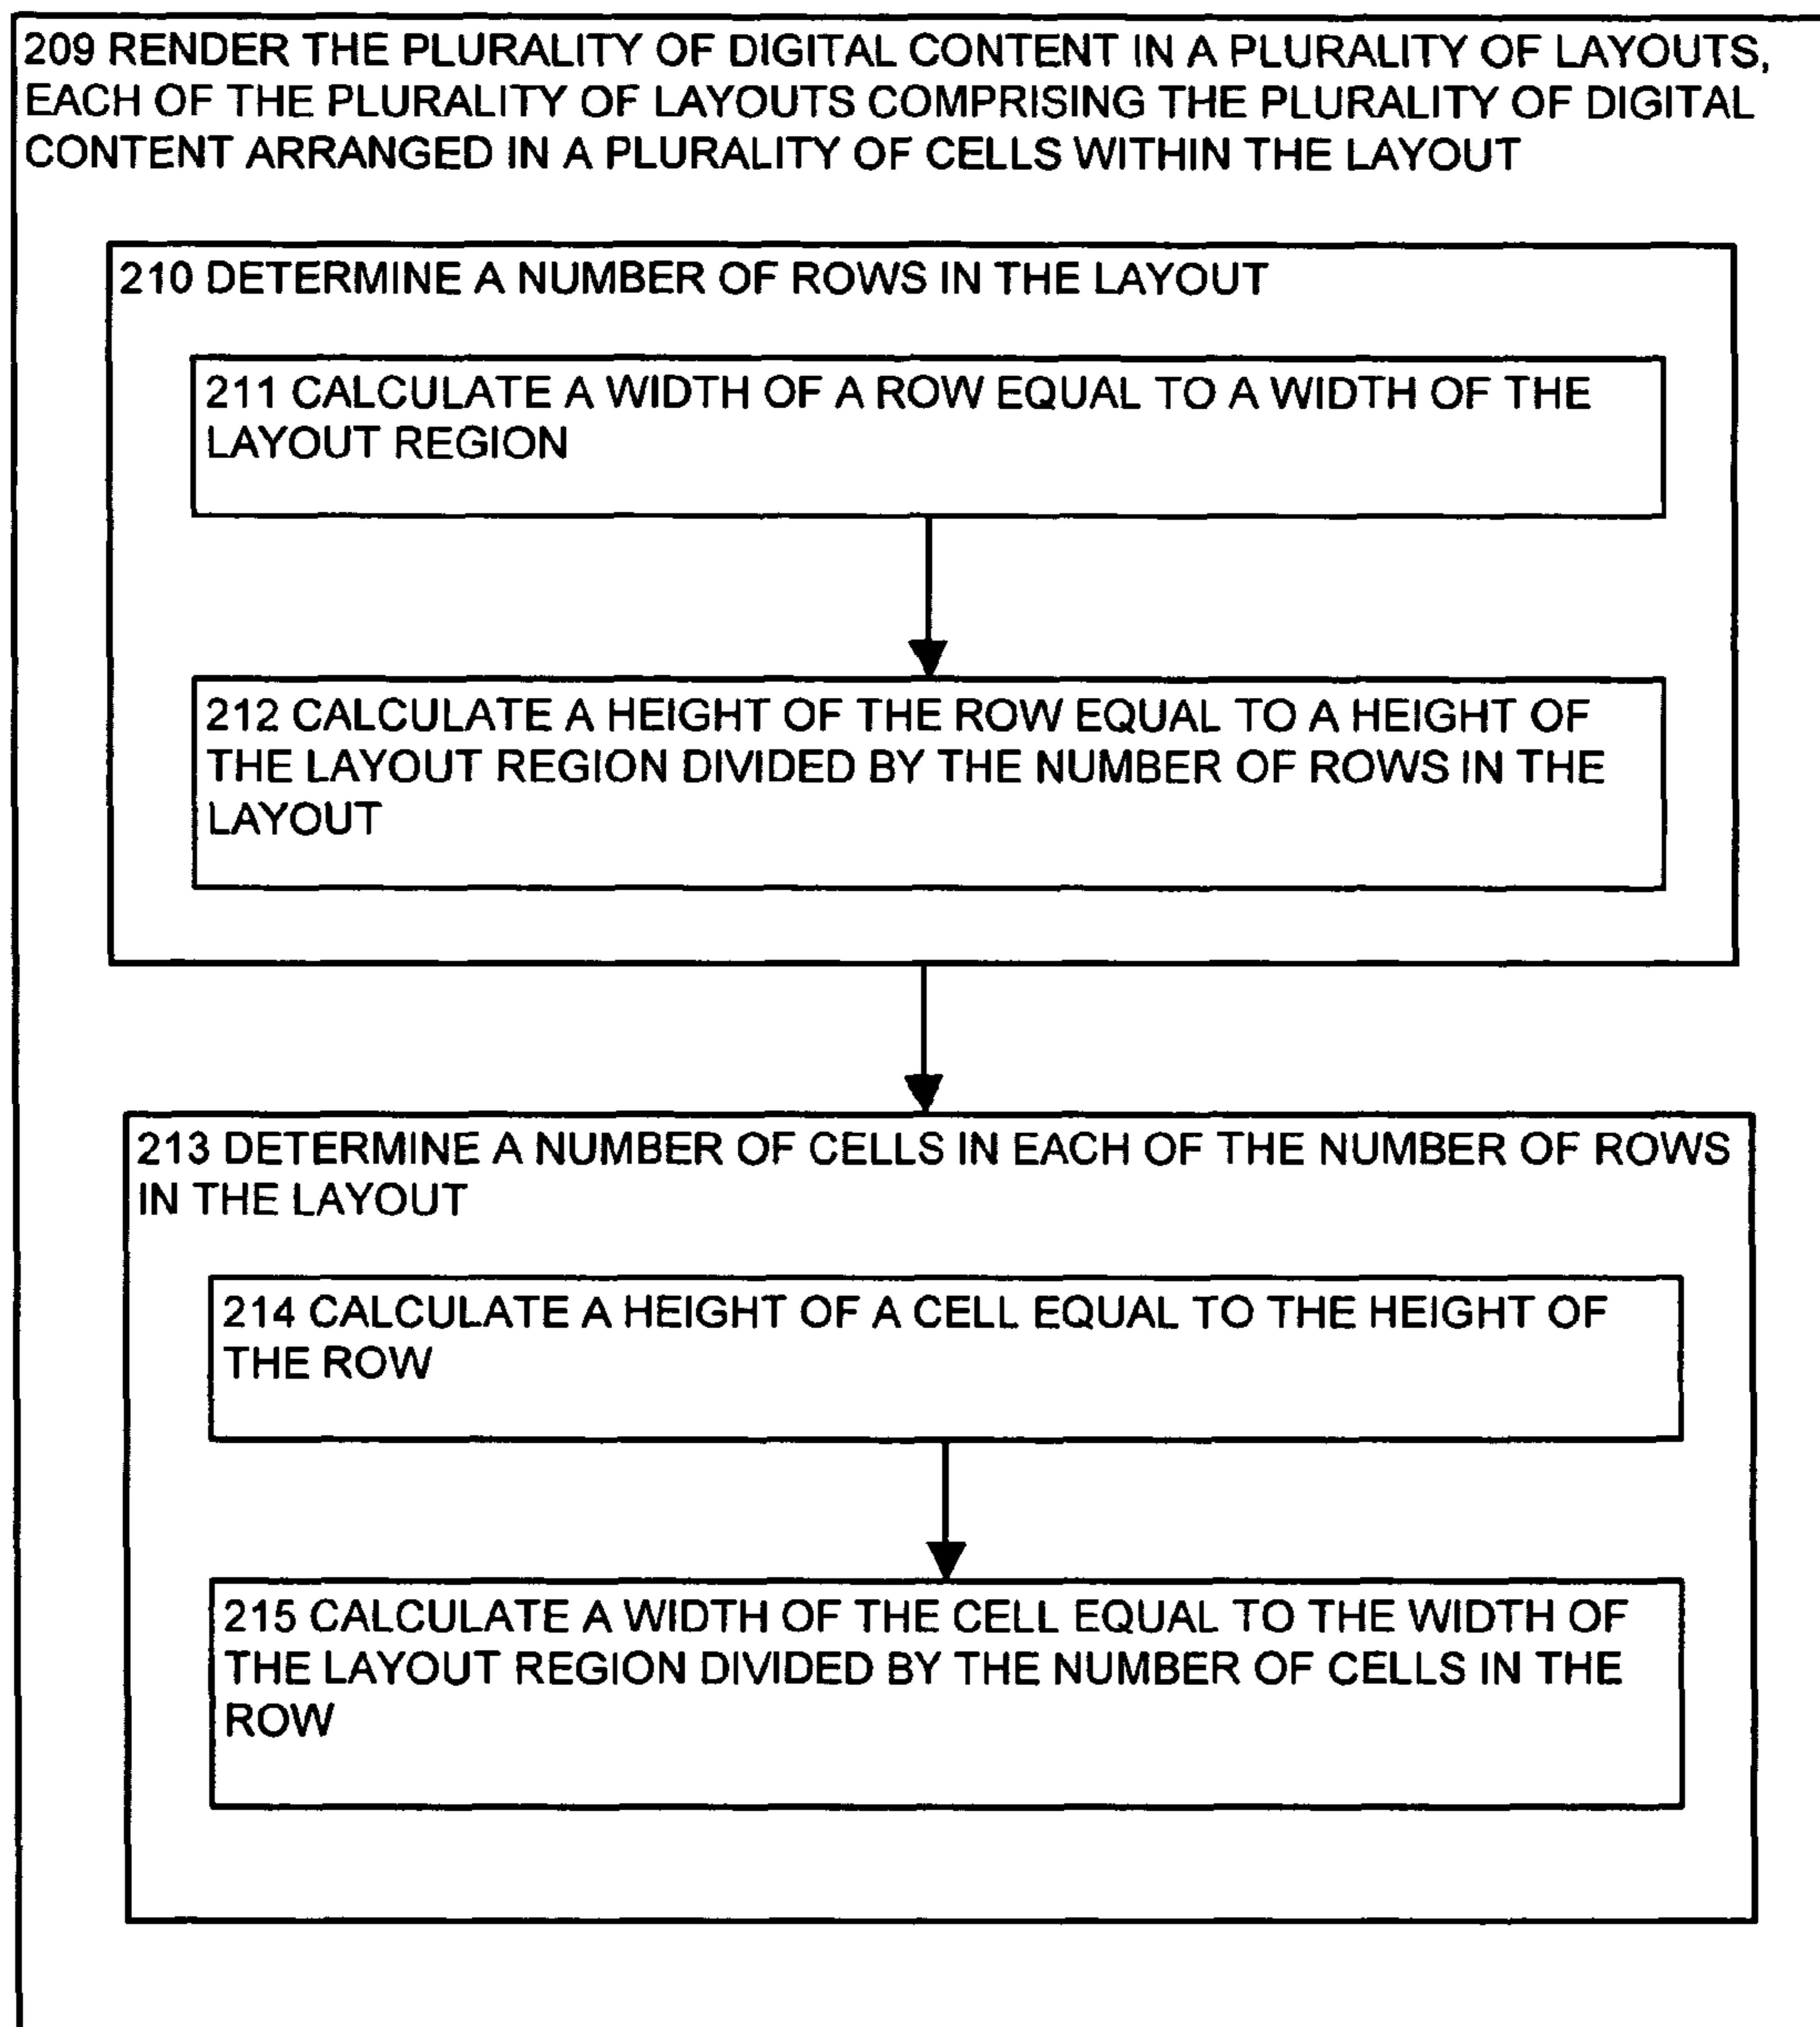 209 RENDER THE PLURALITY OF DIGITAL CONTENT IN A PLURALITY OF LAYOUTS,
EACH OF THE PLURALITY OF LAYOUTS COMPRISING THE PLURALITY OF DIGITAL
CONTENT ARRANGED IN A PLURALITY OF CELLS WITHIN THE LAYOUT
210 DETERMINE A NUMBER OF ROWS IN THE LAYOUT
211 CALCULATE A WIDTH OF A ROW EQUAL TO A WIDTH OF THE
LAYOUT REGION
212 CALCULATE A HEIGHT OF THE ROW EQUAL TO A HEIGHT OF
THE LAYOUT REGION DIVIDED BY THE NUMBER OF ROWS IN THE
LAYOUT
213 DETERMINE A NUMBER OF CELLS IN EACH OF THE NUMBER OF ROWS
IN THE LAYOUT
214 CALCULATE A HEIGHT OF A CELL EQUAL TO THE HEIGHT OF
THE ROW
215 CALCULATE A WIDTH OF THE CELL EQUAL TO THE WIDTH OF
THE LAYOUT REGION DIVIDED BY THE NUMBER OF CELLS IN THE
ROW